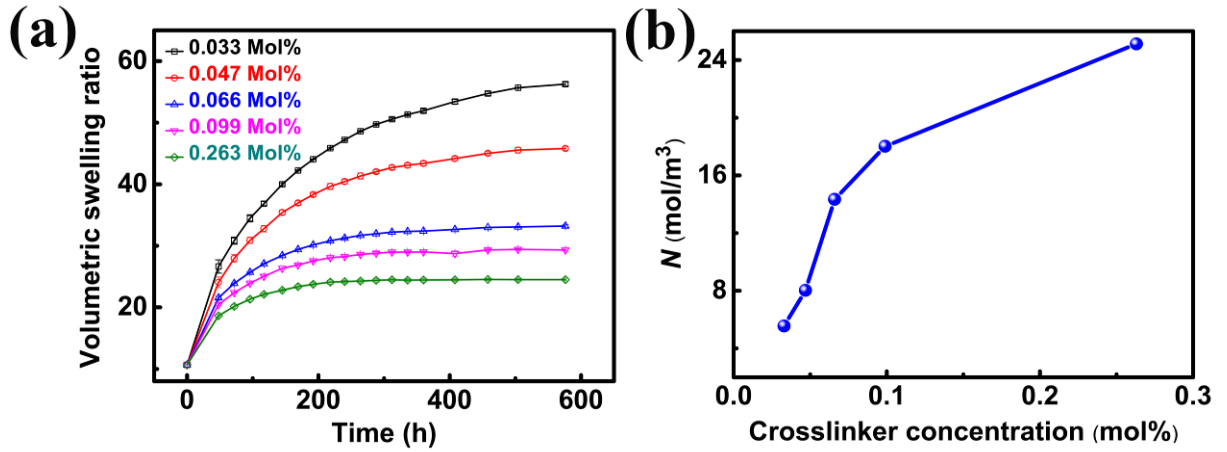 (a)
Volumetric swelling ratio
60
40
20
0.033 Mol%
0.047 Mol%
0.066 Mol%
0.099 Mol%
0.263 Mol%
0
200
400
600
Time (h)
(b)
N (mol/m³)
24
16
8
0.0
0.1
0.2
0.3
Crosslinker concentration (mol%)